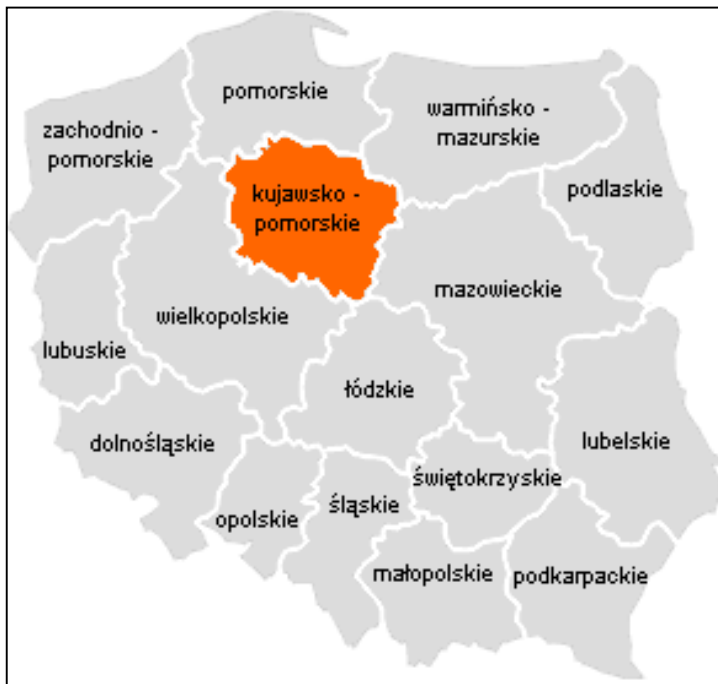 pomorskie
warmińsko -
mazurskie
zachodnio -
pomorskie
podlaskie
kujawsko -
pomorskie
mazowieckie
wielkopolskie
lubuskie
łódzkie
dolnośląskie
lubelskie
świętokrzyskie
opolskie
śląskie
małopolskie
podkarpackie